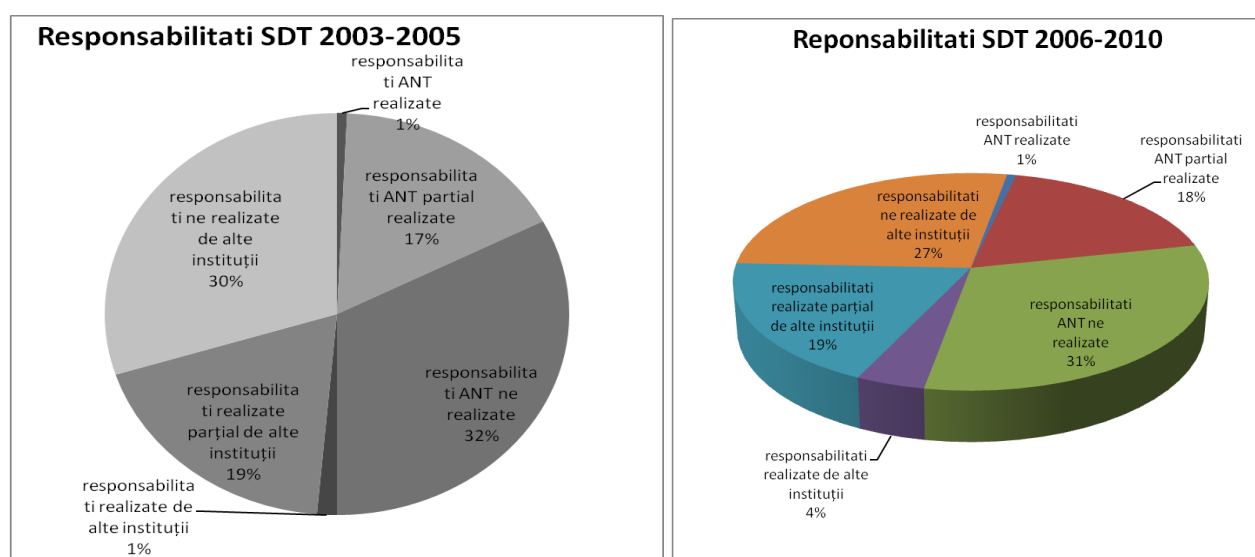 Responsabilitati SDT 2003-2005
responsabilita
ti ANT
realizate
1%
responsabilita
ti ANT partial
realizate
17%
responsabilita
ti ANT ne
realizate
32%
responsabilita
ti realizate de
alte instituții
1%
responsabilita
ti realizate
parțial de alte
instituții
19%
responsabilita
ti ne realizate
de alte
instituții
30%
Reponsabilitati SDT 2006-2010
responsabilitati
ANT realizate
1%
responsabilitati
ANT partial
realizate
18%
responsabilitati
ANT ne
realizate
31%
responsabilitati
realizate de alte
instituții
4%
responsabilitati
realizate parțial
de alte instituții
19%
responsabilitati
ne realizate de
alte instituții
27%